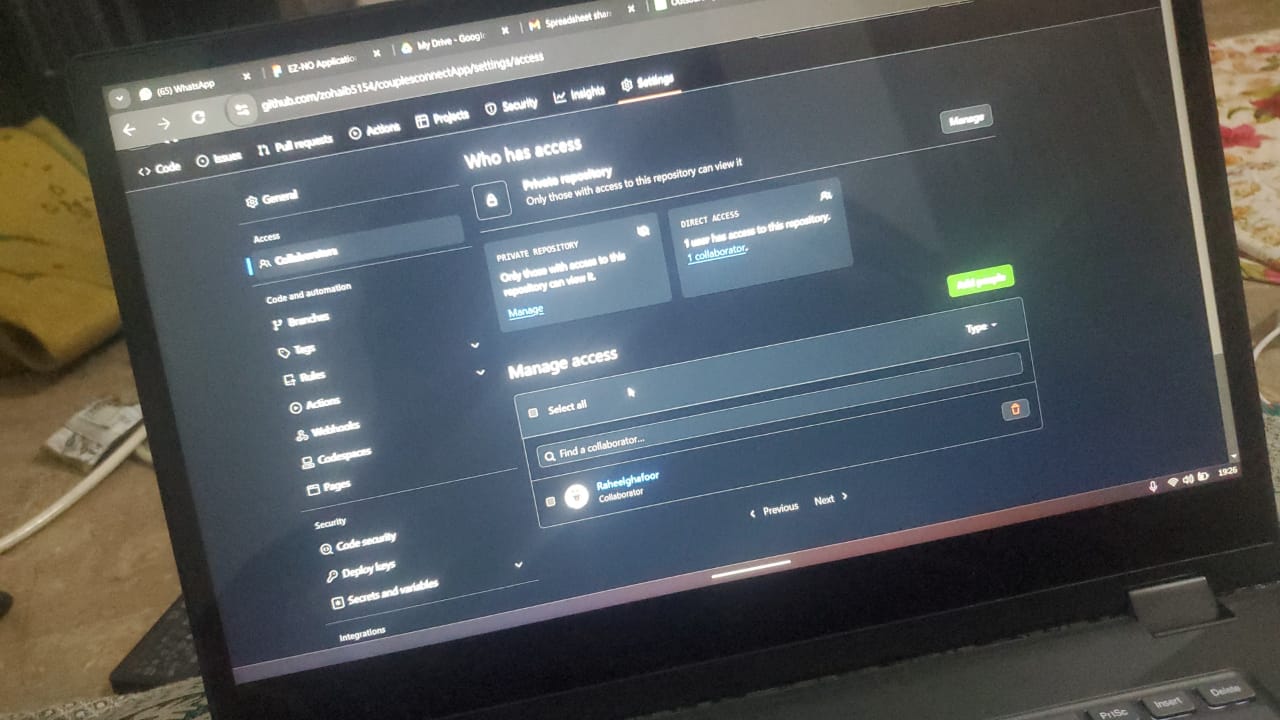 (65) WhatsApp
EZ-NO Applicatio
My Drive - Googl
Spreadsheet shar
github.com/zohaib5154/couplesconnectApp/settings/access
Code
Issues
Pull requests
Actions
Projects
Security
Insights
Settings
General
Access
Collaborators
Code and automation
Branches
Tags
Rules
Actions
Webhooks
Codespaces
Pages
Security
Code security
Deploy keys
Secrets and variables
Integrations
Who has access
Private repository
Only those with access to this repository can view it
Manage
PRIVATE REPOSITORY
Only those with access to this
repository can view it.
Manage
DIRECT ACCESS
1 user has access to this repository.
1 collaborator.
Add people
Manage access
Type
Select all
Find a collaborator...
Raheelghafoor
Collaborator
Previous
Next
19:26
PrtSc
Insert
Delete